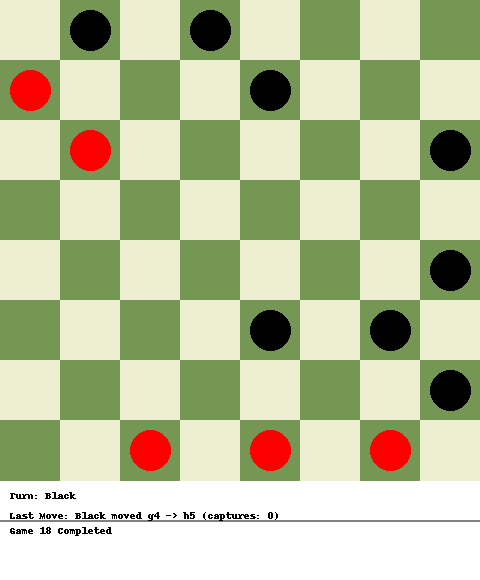 Turn: Black
Last Move: Black moved g4 -> h5 (captures: 0)
Game 18 Completed